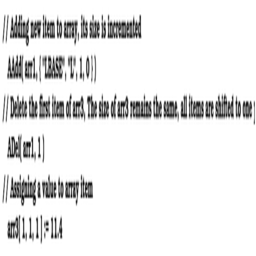 // Adding new item to array, its size is incremented
AAdd( arr1, { "LBASE", "L", 1, 0 } )
// Delete the first item of arr3, The size of arr3 remains the same, all items are shifted to one
ADel( arr1, 1 )
// Assigning a value to array item
arr3[ 1, 1, 1 ] := 11.4